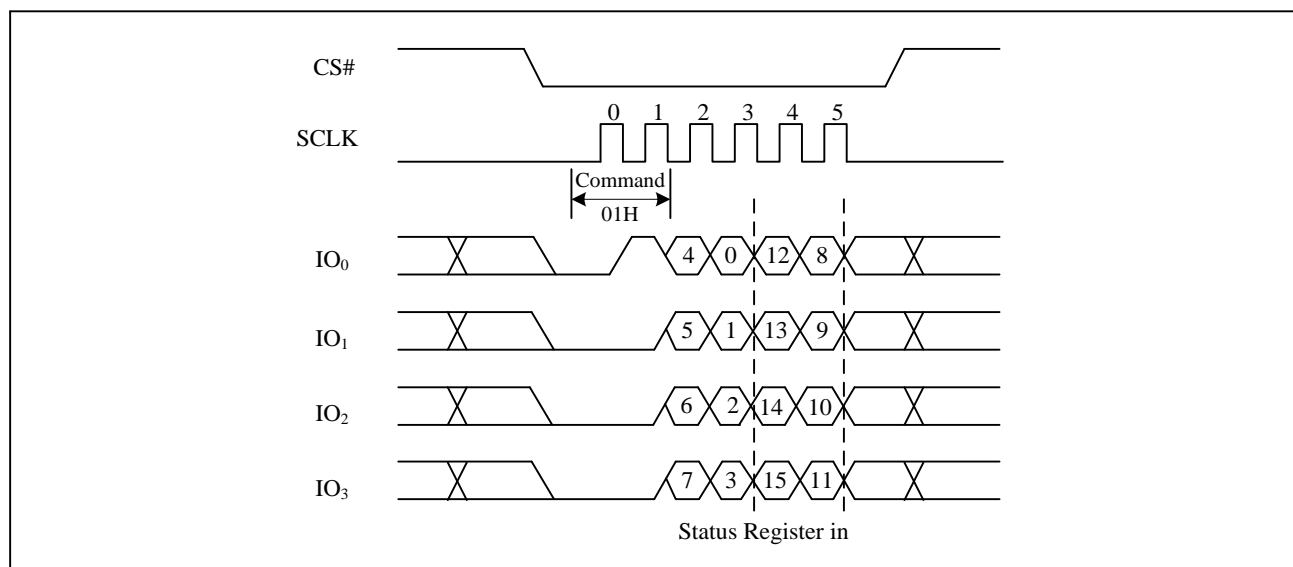 CS#
0 1 2 3 4 5
SCLK
Command
01H
IO0 4 0 12 8
IO1 5 1 13 9
IO2 6 2 14 10
IO3 7 3 15 11
Status Register in